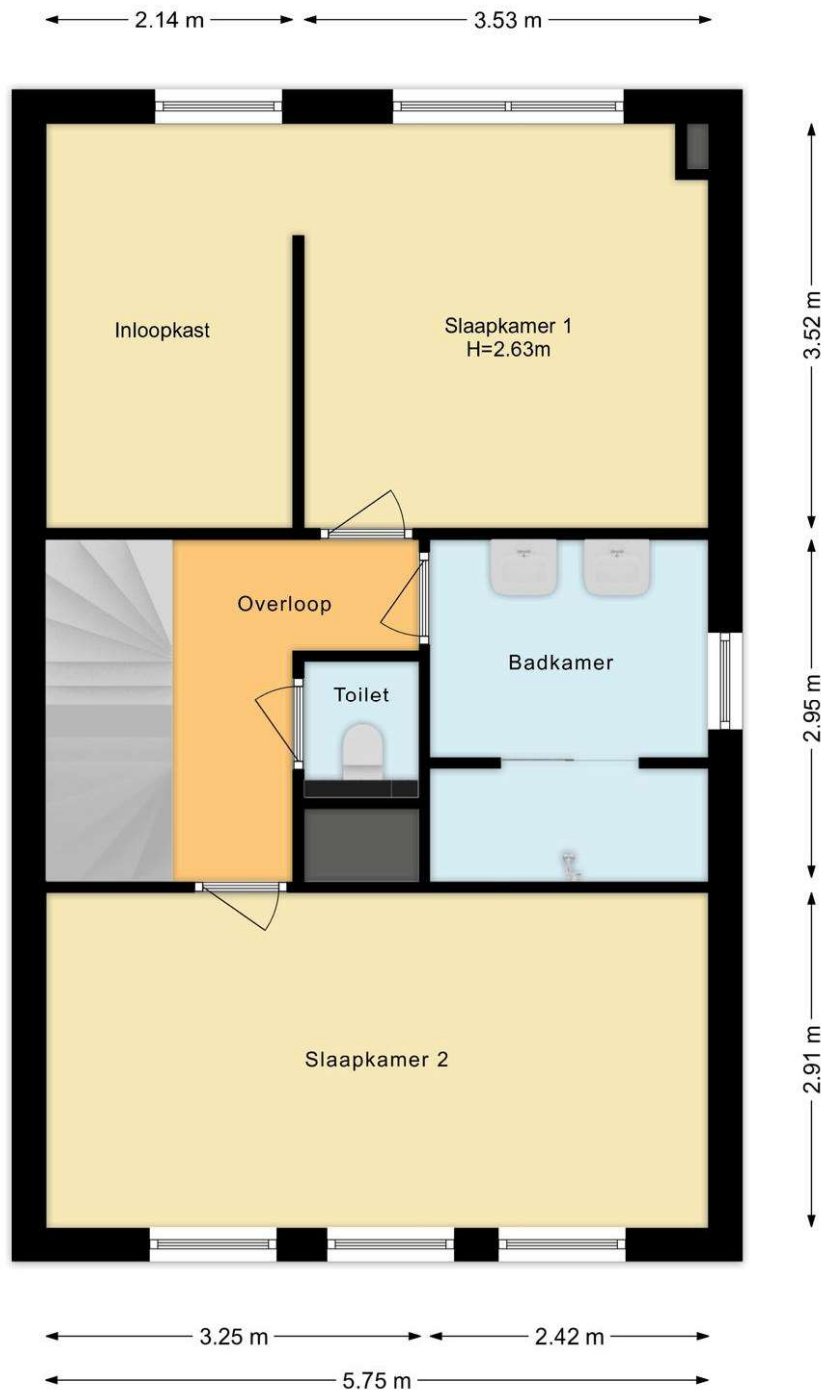 2.14 m
3.53 m
3.52 m
Inloopkast
Slaapkamer 1
H=2.63m
Overloop
Badkamer
Toilet
2.95 m
2.91 m
Slaapkamer 2
3.25 m
2.42 m
5.75 m